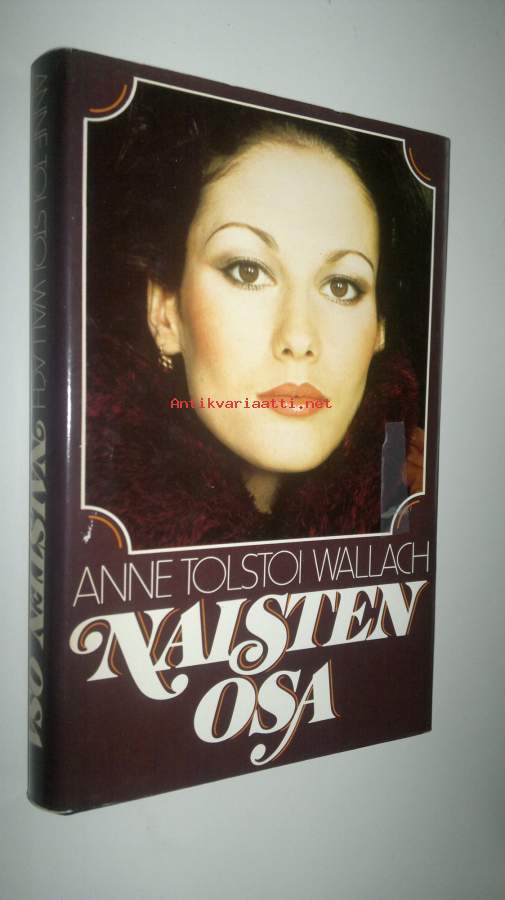 ANNE TOLSTOI WALLACH NAISTEN OSA
Antikvariaatti.net
ANNE TOLSTOI WALLACH
NAISTEN
OSA